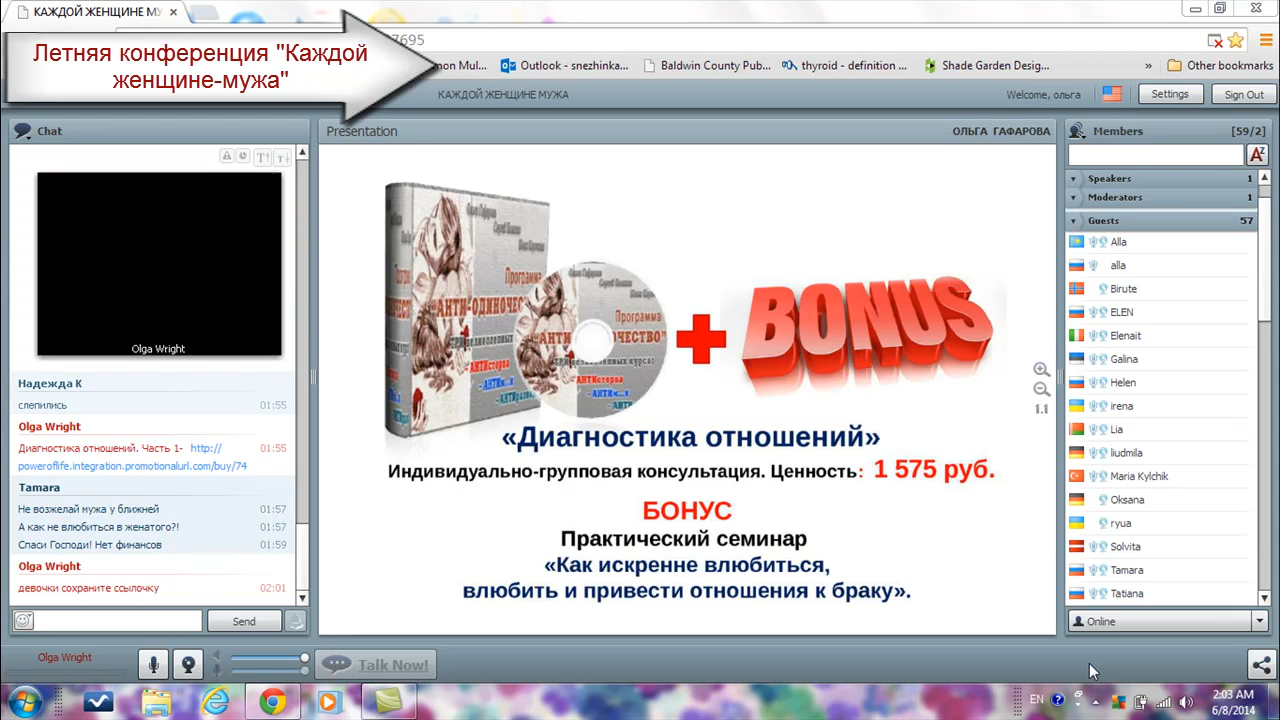 КАЖДОЙ ЖЕНЩИНЕ МУ
7695
Летняя конференция "Каждой
женщине-мужа"
mon Mul...
Outlook - snezhinka...
Baldwin County Pub...
thyroid - definition ...
Shade Garden Desig...
»
Other bookmarks
КАЖДОЙ ЖЕНЩИНЕ МУЖА
Welcome, ольга
Settings
Sign Out
Chat
Olga Wright
Надежда К
слепились 01:55
Olga Wright
Диагностика отношений. Часть 1- http:// 01:55
poweroflife.integration.promotionalurl.com/buy/74
Tamara
Не возжелай мужа у ближней 01:57
А как не влюбиться в женатого?! 01:57
Спаси Господи! Нет финансов 01:59
Olga Wright
девочки сохраните ссылочку 02:01
Send
Presentation
ОЛЬГА ГАФАРОВА
Программа
"АНТИ-ОДИНОЧЕС
Программа
+ BONUS
«Диагностика отношений»
Индивидуально-групповая консультация. Ценность: 1 575 руб.
БОНУС
Практический семинар
«Как искренне влюбиться,
влюбить и привести отношения к браку».
1.1
Members [59/2]
Speakers 1
Moderators 1
Guests 57
Alla
alla
Birute
ELEN
Elenait
Galina
Helen
irena
Lia
liudmila
Maria Kylchik
Oksana
ryua
Solvita
Tamara
Tatiana
Online
Olga Wright
Talk Now!
EN
2:03 AM
6/8/2014